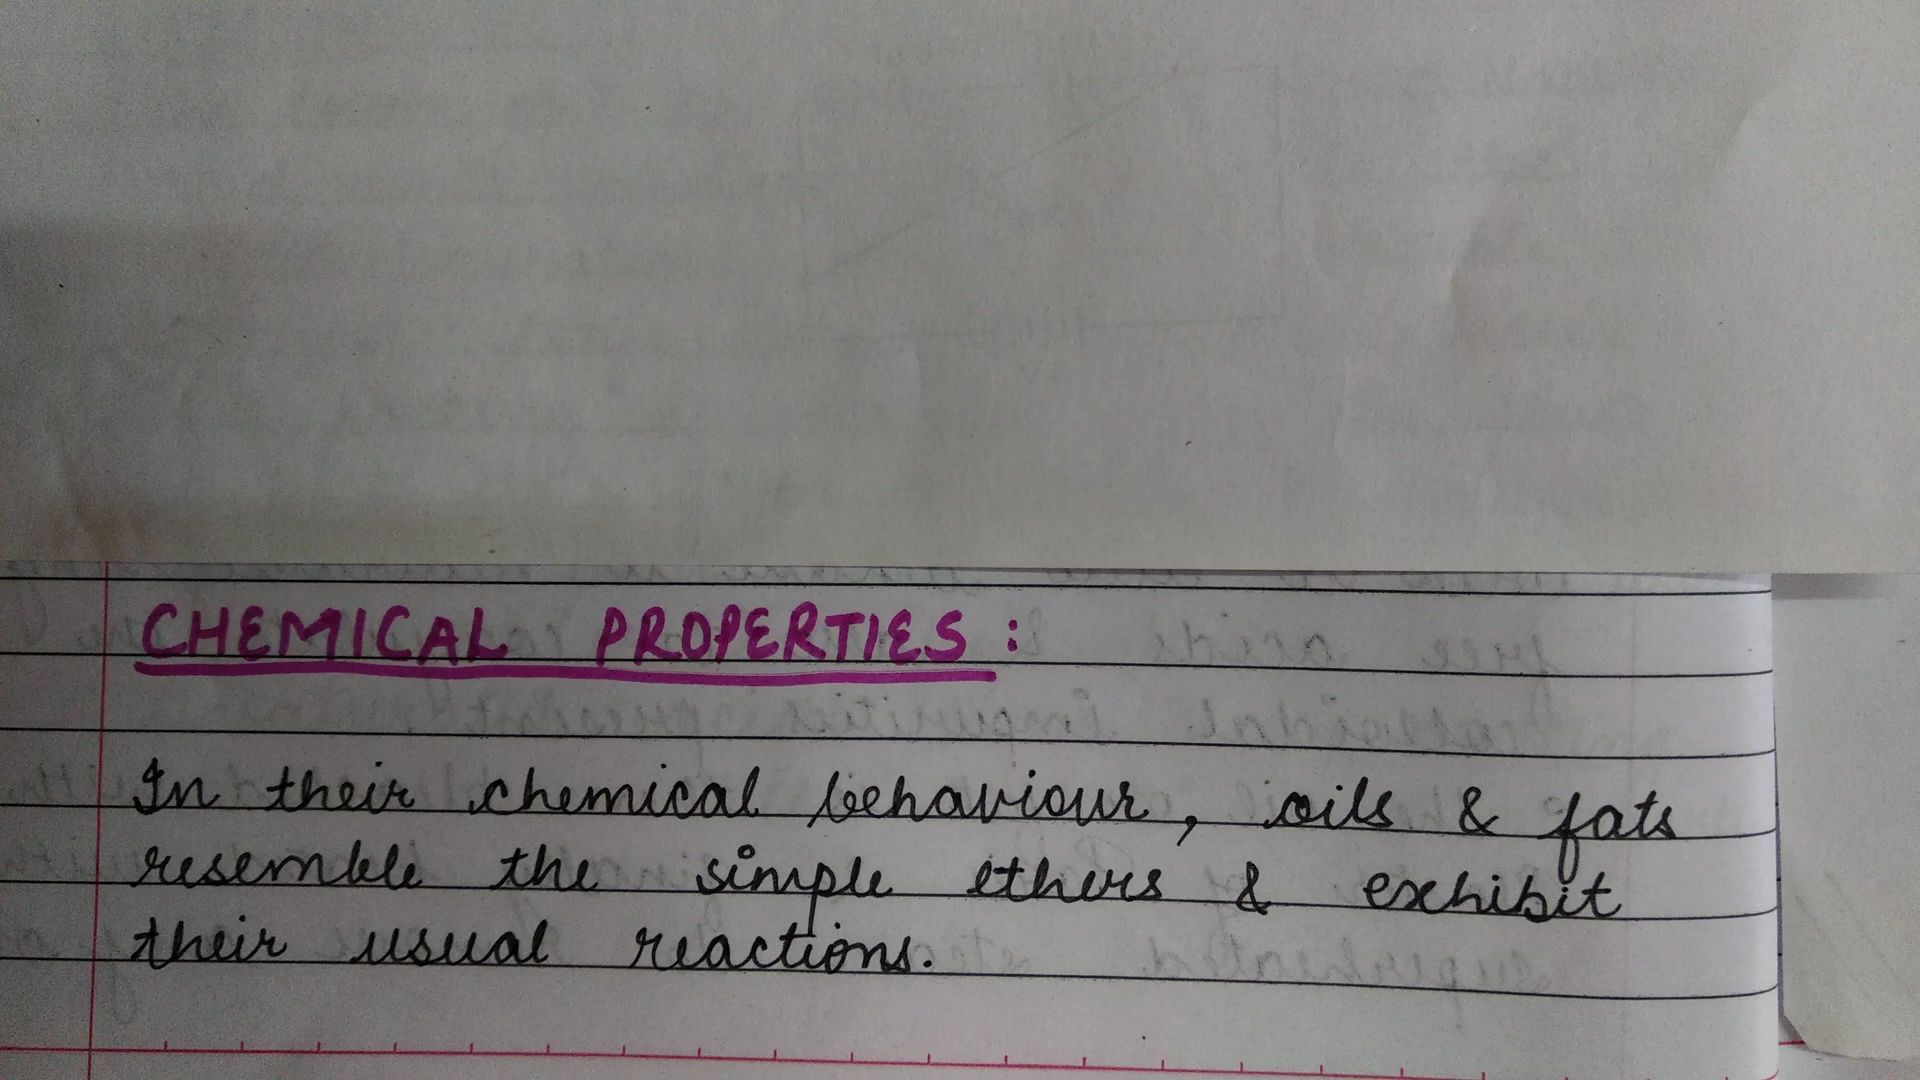 CHEMICAL PROPERTIES :
In their chemical behaviour, oils & fats
resemble the simple ethers & exhibit
their usual reactions.